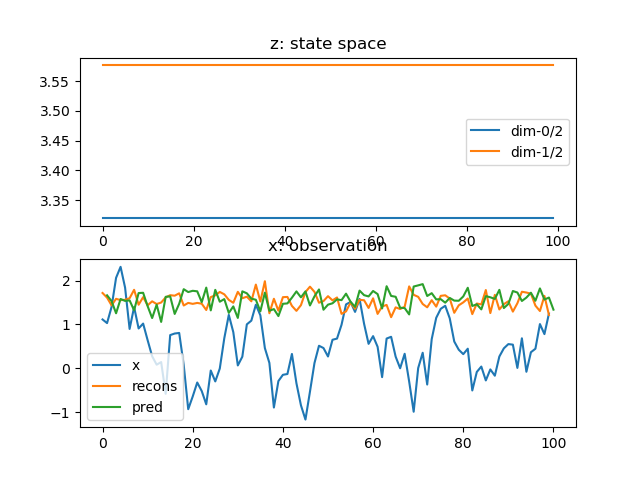 z: state space
3.55
3.50
3.45
3.40
3.35
dim-0/2
dim-1/2
0 20 40 60 80 100
x: observation
2
1
0
−1
x
recons
pred
0 20 40 60 80 100